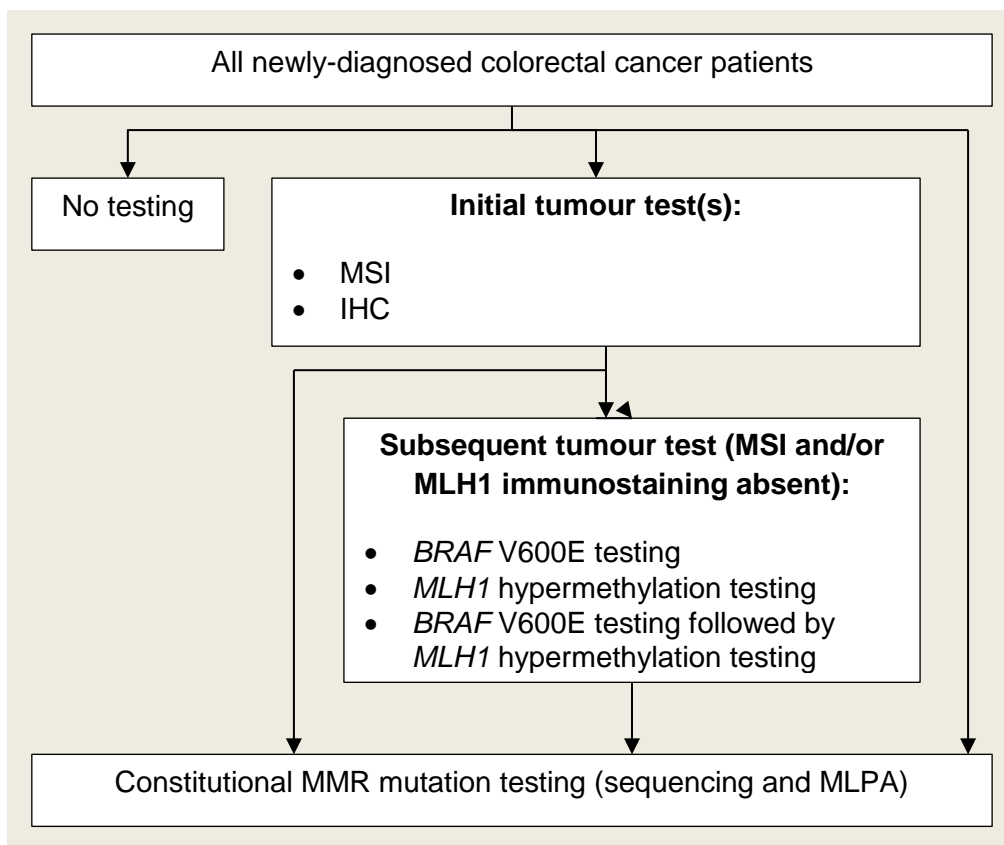 All newly-diagnosed colorectal cancer patients
No testing
Initial tumour test(s):
• MSI
• IHC
Subsequent tumour test (MSI and/or
MLH1 immunostaining absent):
• BRAF V600E testing
• MLH1 hypermethylation testing
• BRAF V600E testing followed by
MLH1 hypermethylation testing
Constitutional MMR mutation testing (sequencing and MLPA)